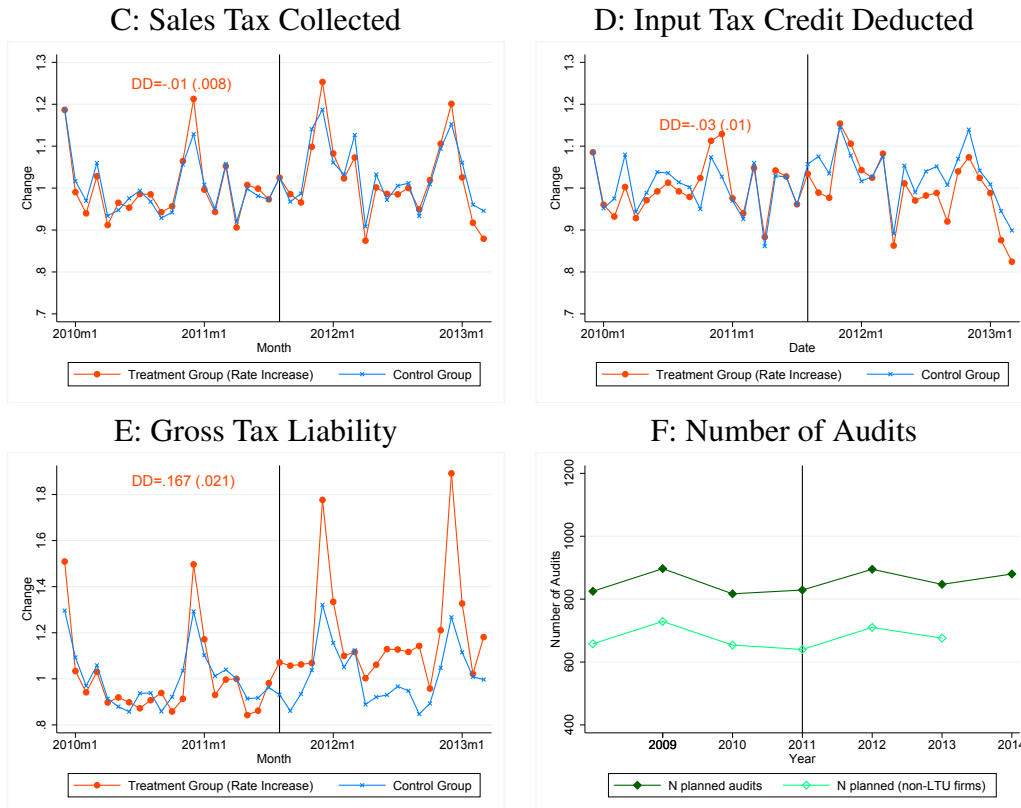 C: Sales Tax Collected
1.3
1.2
1.1
1
.9
.8
.7
Change
DD=-.01 (.008)
2010m1 2011m1 2012m1 2013m1
Month
Treatment Group (Rate Increase) Control Group
D: Input Tax Credit Deducted
1.3
1.2
1.1
1
.9
.8
.7
Change
DD=-.03 (.01)
2010m1 2011m1 2012m1 2013m1
Date
Treatment Group (Rate Increase) Control Group
E: Gross Tax Liability
1.8
1.6
1.4
1.2
1
.8
Change
DD=.167 (.021)
2010m1 2011m1 2012m1 2013m1
Month
Treatment Group (Rate Increase) Control Group
F: Number of Audits
1200
1000
800
600
400
Number of Audits
2009 2010 2011 2012 2013 2014
Year
N planned audits N planned (non-LTU firms)